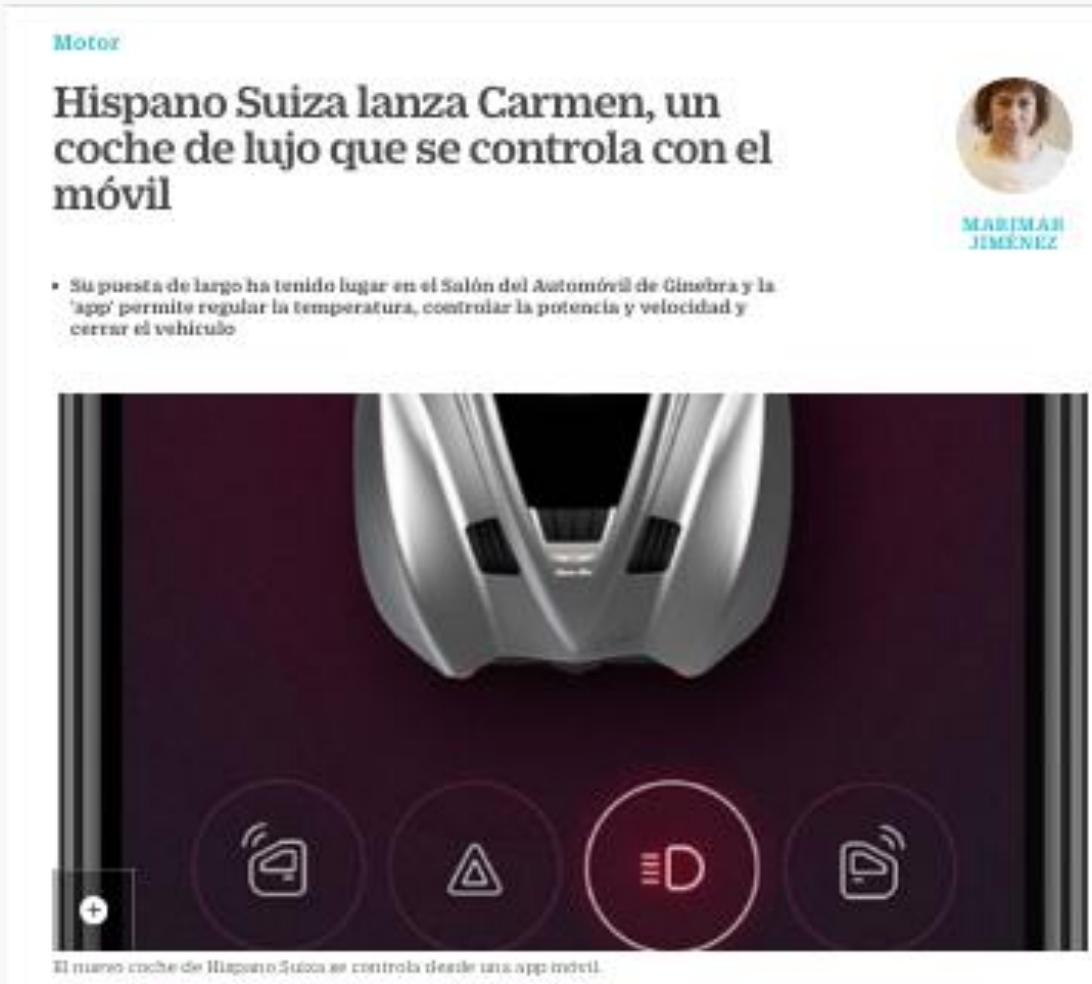 Motor
Hispano Suiza lanza Carmen, un
coche de lujo que se controla con el
móvil
MARIMAR
JIMÉNEZ
• Su puesta de largo ha tenido lugar en el Salón del Automóvil de Ginebra y la
'app' permite regular la temperatura, controlar la potencia y velocidad y
cerrar el vehículo
El nuevo coche de Hispano Suiza se controla desde una app móvil.